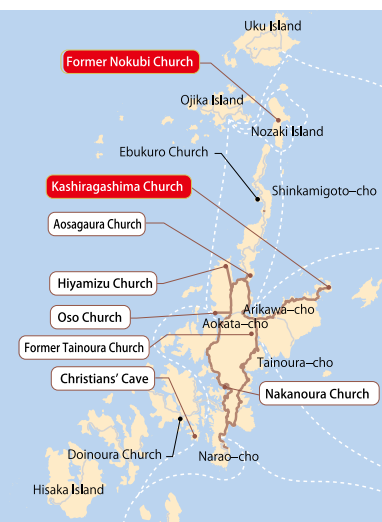 Uku Island
Former Nokubi Church
Ojika Island
Nozaki Island
Ebukuro Church
Kashiragashima Church
Shinkamigoto–cho
Aosagaura Church
Hiyamizu Church
Arikawa–cho
Oso Church
Aokata–cho
Former Tainoura Church
Tainoura–cho
Christians' Cave
Nakanoura Church
Doinoura Church
Narao–cho
Hisaka Island